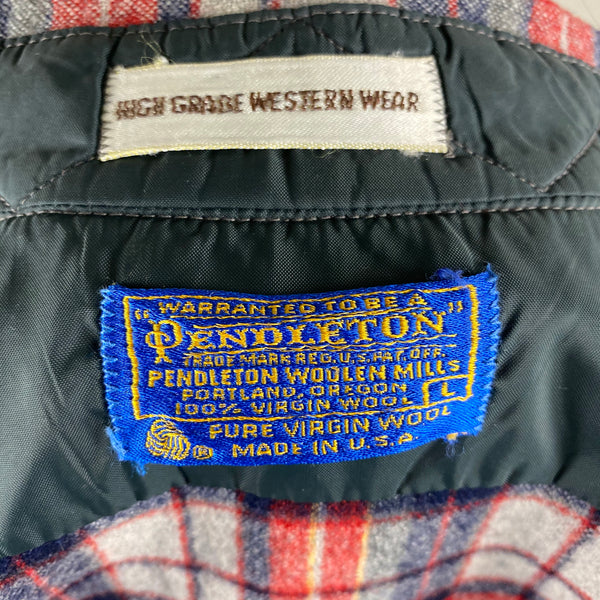 HIGH GRADE WESTERN WEAR
"WARRANTED TO BE A
PENDLETON"
TRADE MARK REG. U.S. PAT. OFF.
PENDLETON WOOLEN MILLS
PORTLAND, OREGON
100% VIRGIN WOOL L
PURE VIRGIN WOOL
® MADE IN U.S.A.